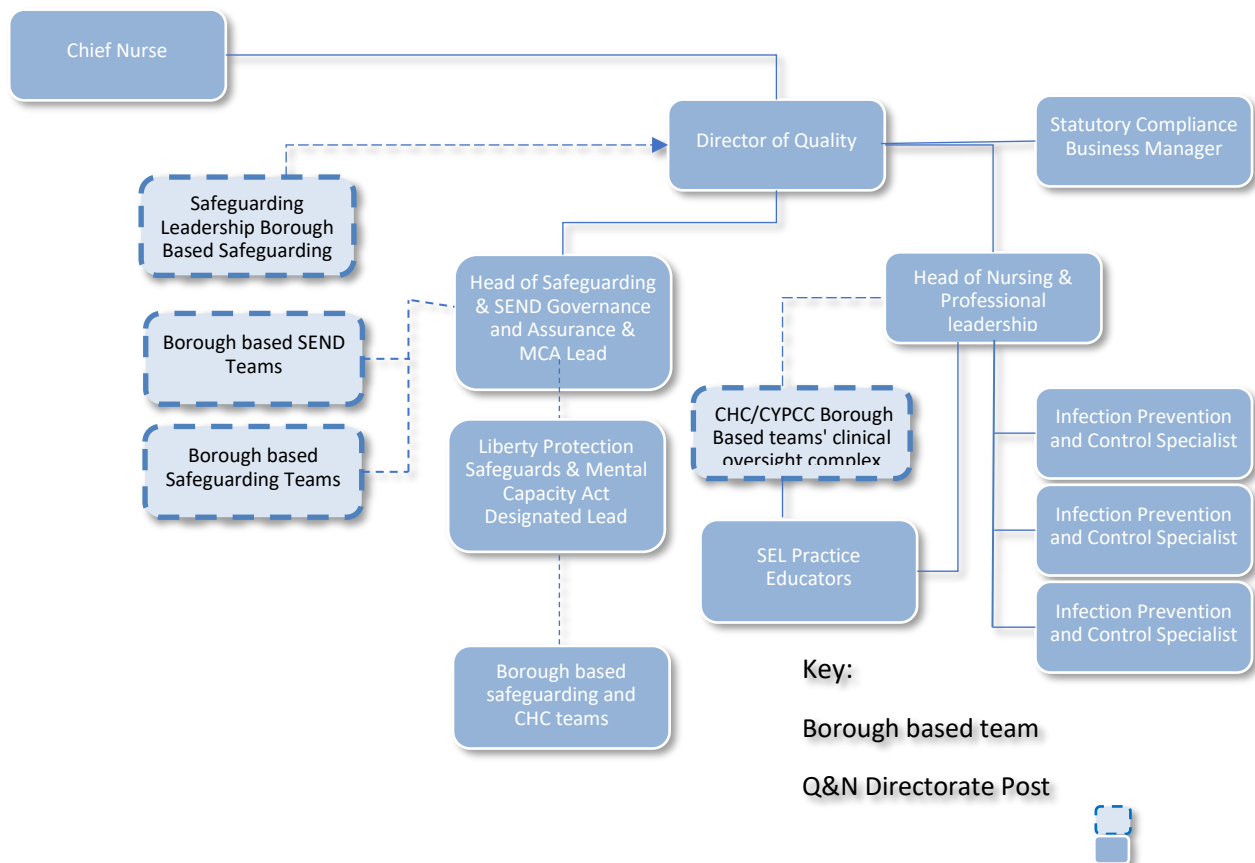 Chief Nurse
Director of Quality
Statutory Compliance
Business Manager
Safeguarding
Leadership Borough
Based Safeguarding
Head of Safeguarding
& SEND Governance
and Assurance &
MCA Lead
Head of Nursing &
Professional
leadership
Borough based SEND
Teams
Borough based
Safeguarding Teams
CHC/CYPCC Borough
Based teams' clinical
oversight complex
Liberty Protection
Safeguards & Mental
Capacity Act
Designated Lead
Infection Prevention
and Control Specialist
Infection Prevention
and Control Specialist
SEL Practice
Educators
Infection Prevention
and Control Specialist
Borough based
safeguarding and
CHC teams
Key:
Borough based team
Q&N Directorate Post